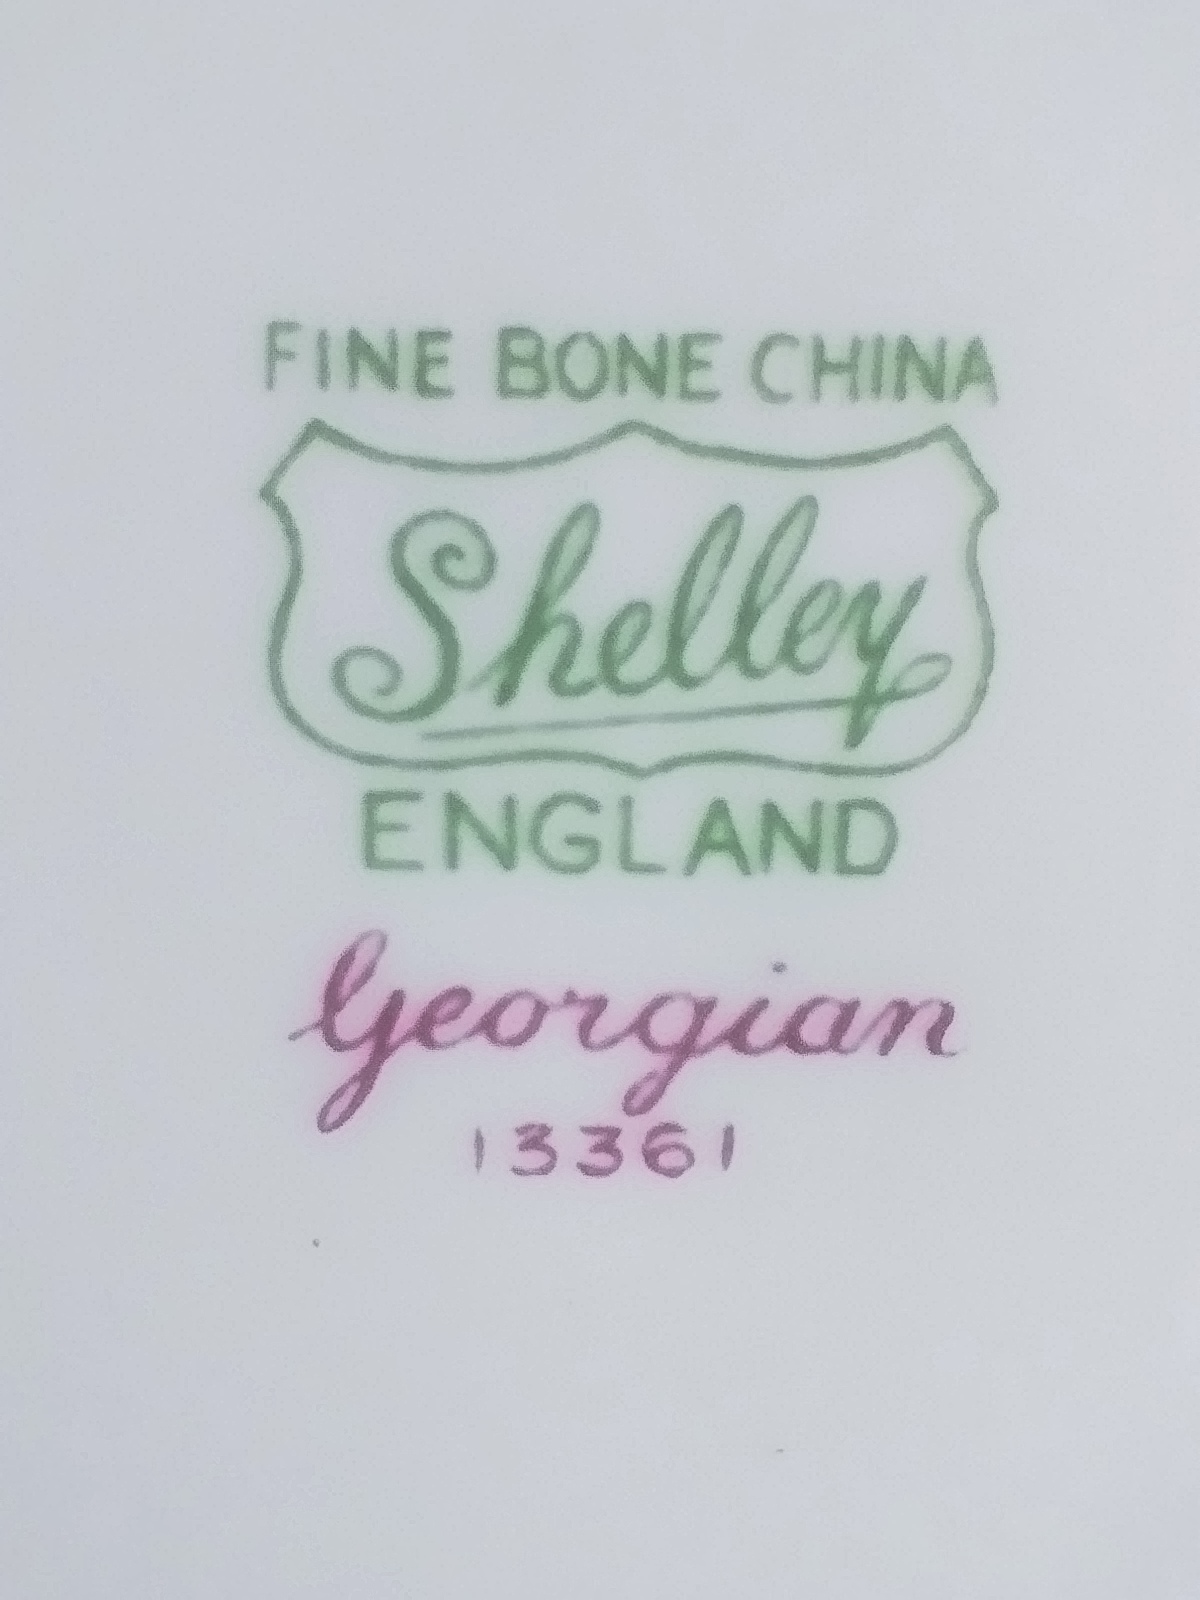 FINE BONE CHINA
Shelley
ENGLAND
Georgian
13361